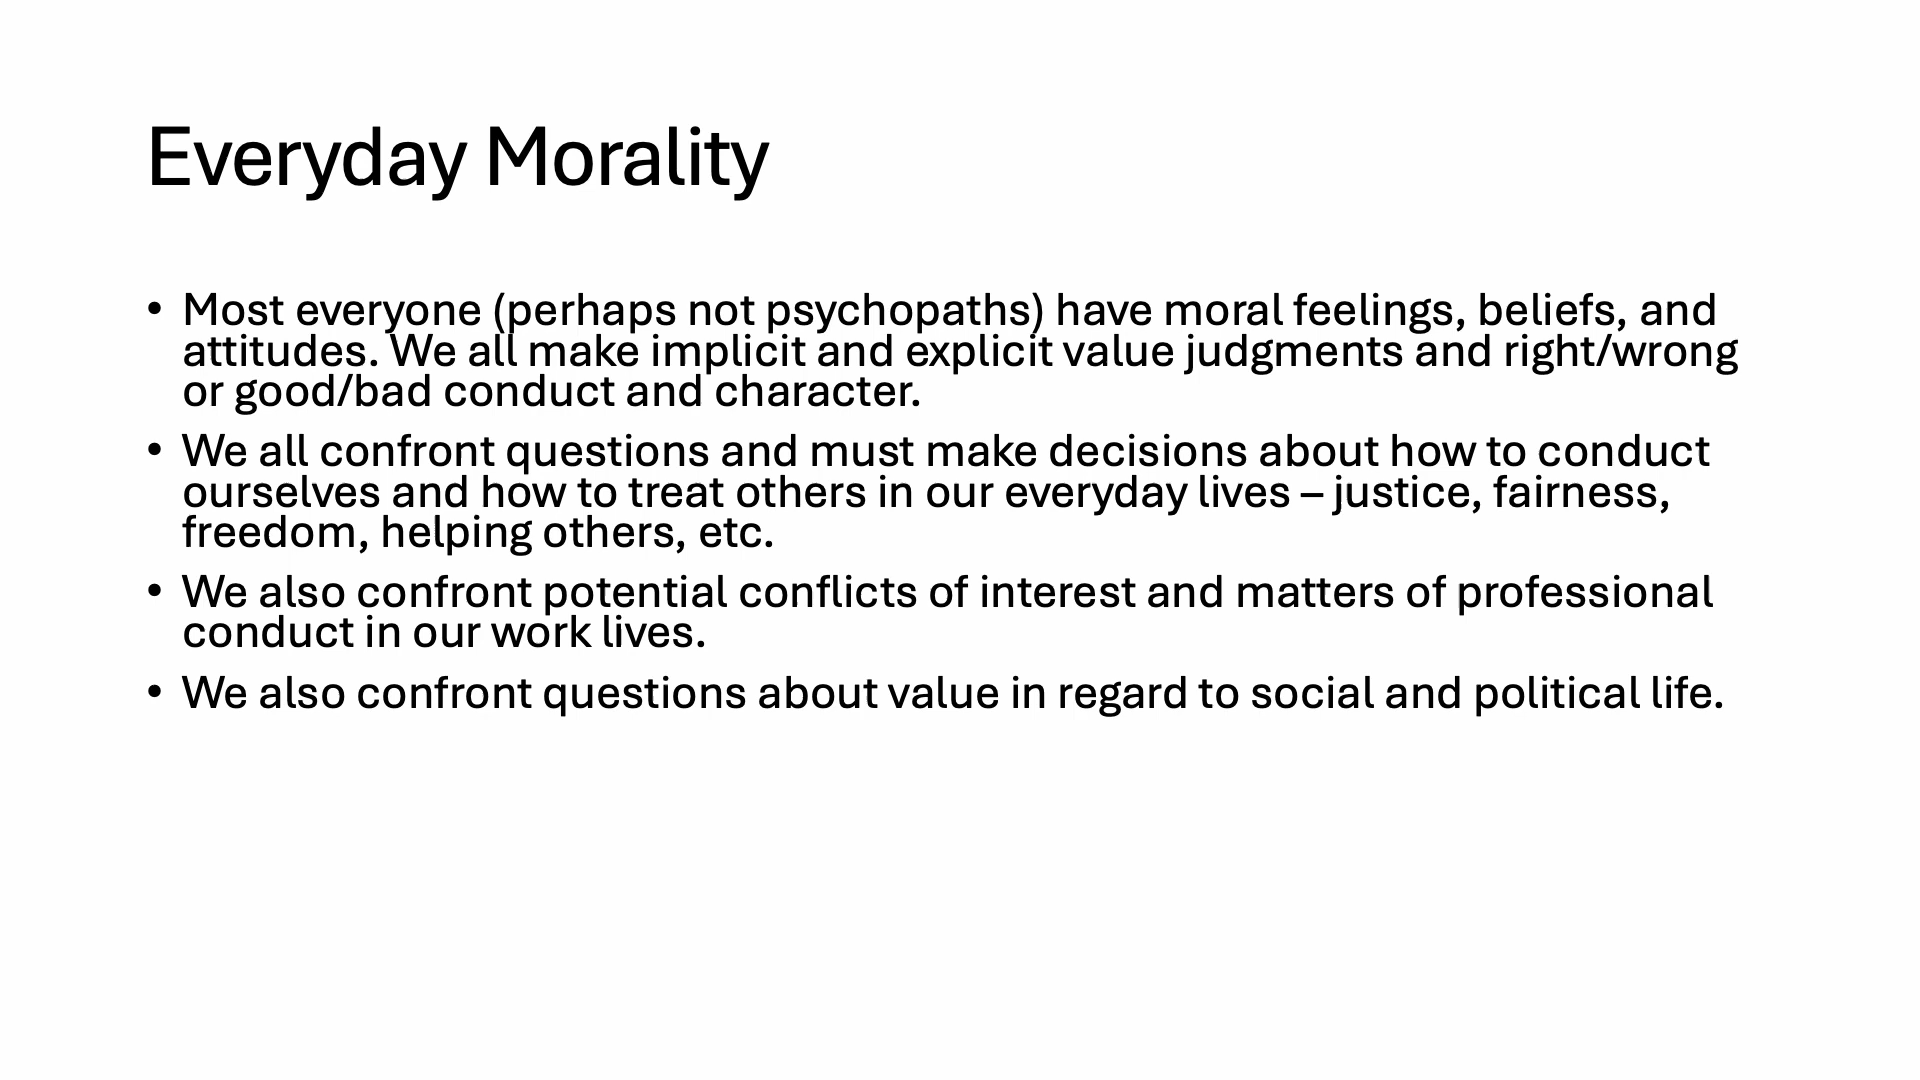 Everyday Morality
• Most everyone (perhaps not psychopaths) have moral feelings, beliefs, and
attitudes. We all make implicit and explicit value judgments and right/wrong
or good/bad conduct and character.
• We all confront questions and must make decisions about how to conduct
ourselves and how to treat others in our everyday lives – justice, fairness,
freedom, helping others, etc.
• We also confront potential conflicts of interest and matters of professional
conduct in our work lives.
• We also confront questions about value in regard to social and political life.